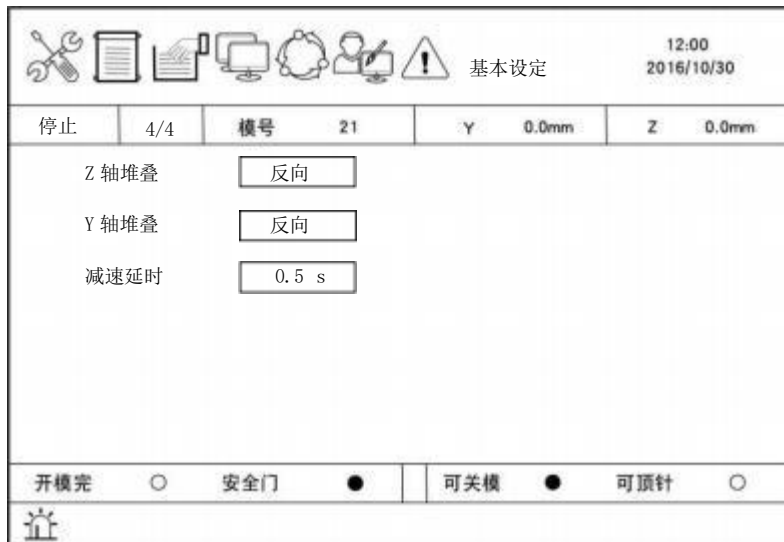 12:00
基本设定
2016/10/30
停止 4/4 模号 21 Y 0.0mm Z 0.0mm
Z 轴堆叠 反向
Y 轴堆叠 反向
减速延时 0.5 s
开模完 安全门 可关模 可顶针